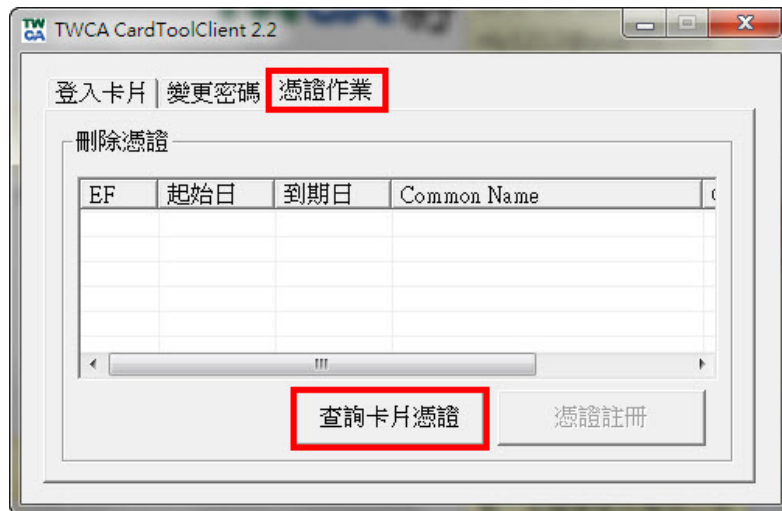 TWCA TWCA CardToolClient 2.2
登入卡片 變更密碼 憑證作業
刪除憑證
EF 起始日 到期日 Common Name
查詢卡片憑證 憑證註冊